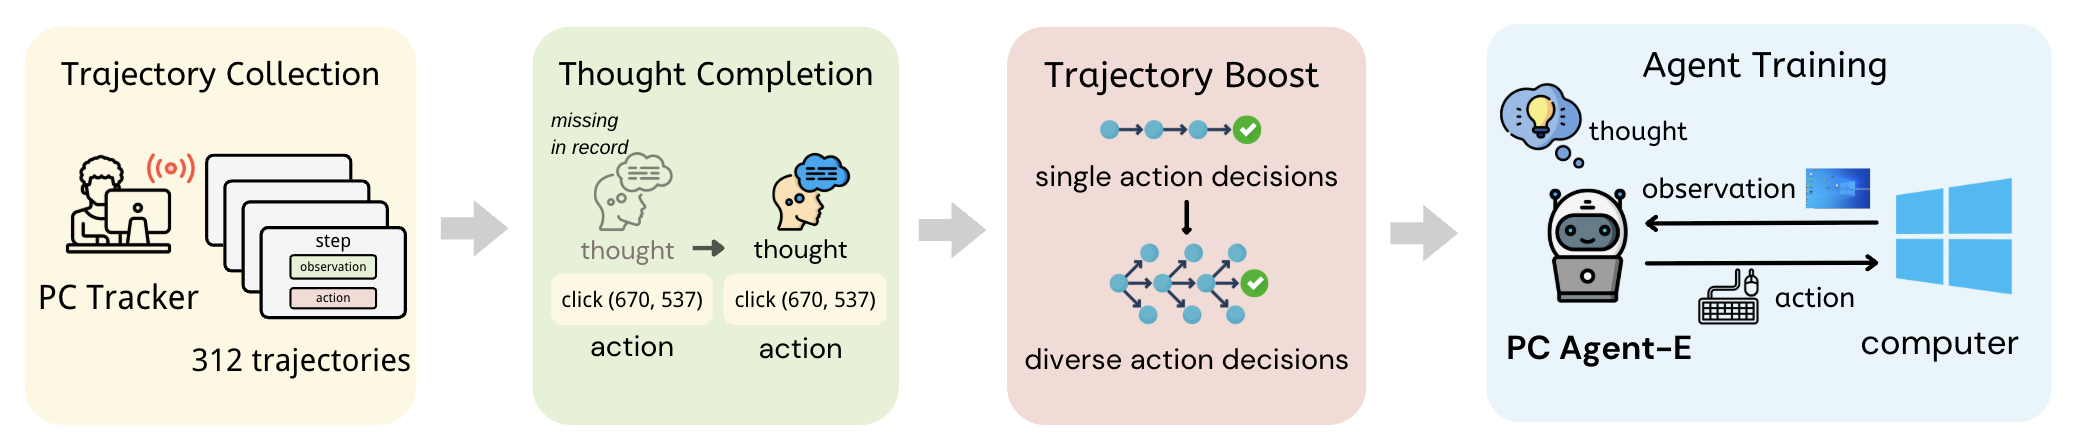 Trajectory Collection
step
observation
action
PC Tracker
312 trajectories
Thought Completion
missing
in record
thought
thought
click (670, 537)
click (670, 537)
action
action
Trajectory Boost
single action decisions
diverse action decisions
Agent Training
thought
observation
action
PC Agent-E
computer